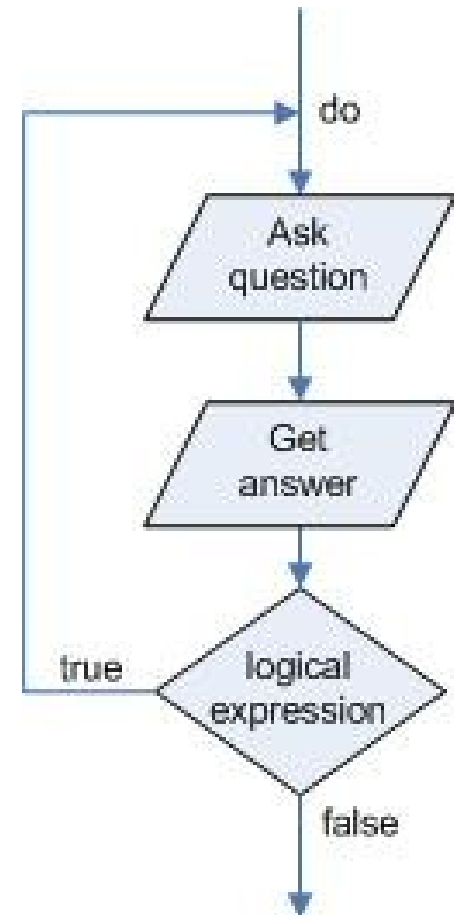 do
Ask
question
Get
answer
true
logical
expression
false